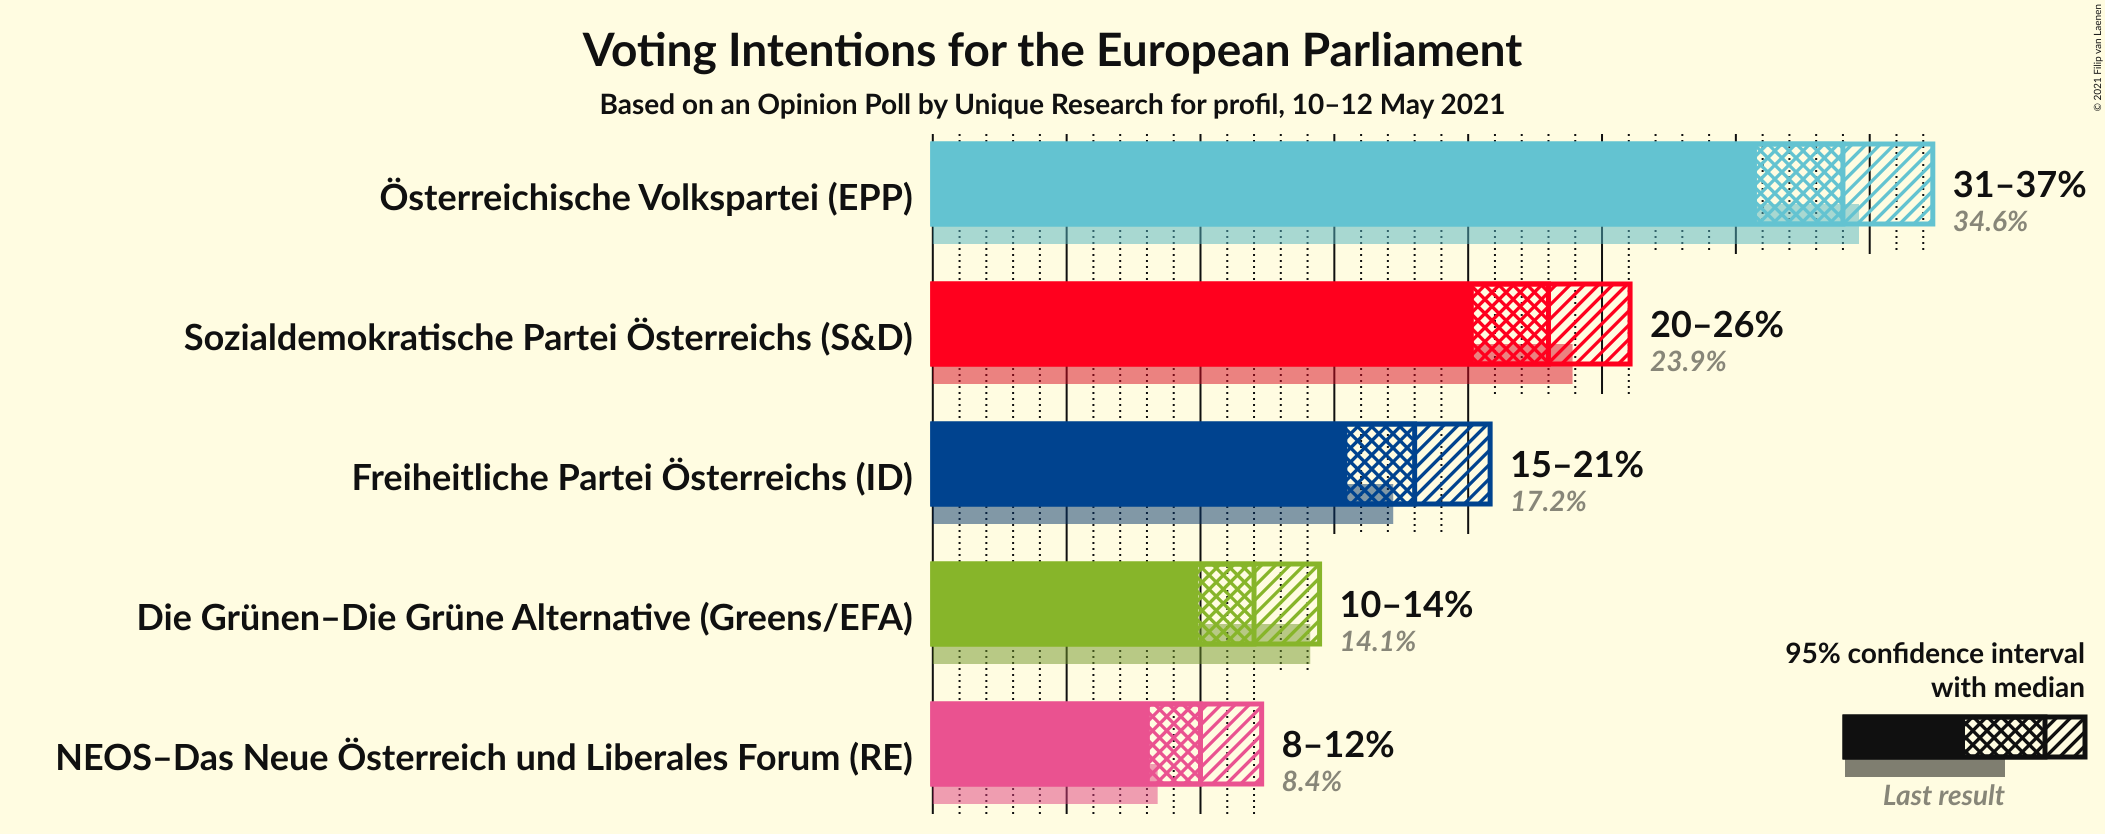 Voting Intentions for the European Parliament
Based on an Opinion Poll by Unique Research for profil, 10–12 May 2021
© 2021 Filip van Laenen
Österreichische Volkspartei (EPP)
31–37%
34.6%
Sozialdemokratische Partei Österreichs (S&D)
20–26%
23.9%
Freiheitliche Partei Österreichs (ID)
15–21%
17.2%
Die Grünen–Die Grüne Alternative (Greens/EFA)
10–14%
14.1%
NEOS–Das Neue Österreich und Liberales Forum (RE)
8–12%
8.4%
95% confidence interval
with median
Last result